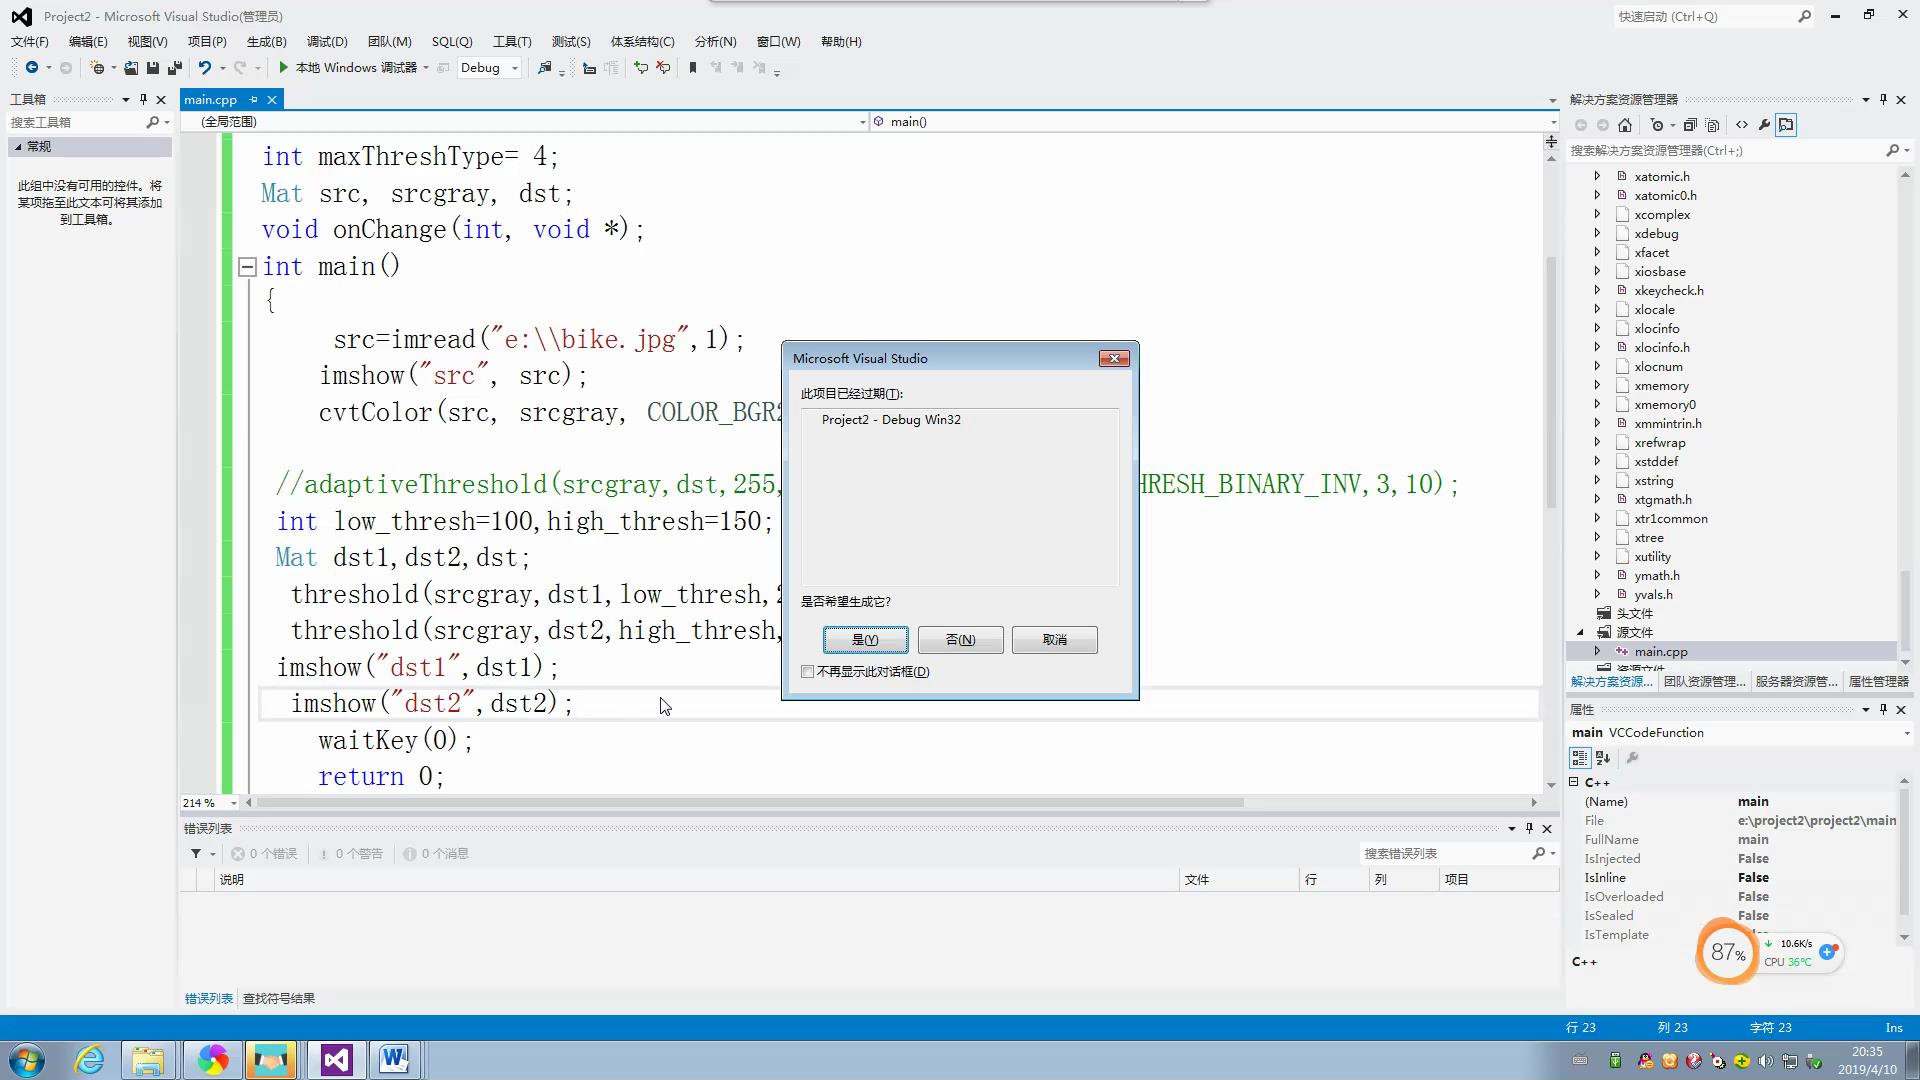 Project2 - Microsoft Visual Studio(管理员)
快速启动 (Ctrl+Q)
文件(F) 编辑(E) 视图(V) 项目(P) 生成(B) 调试(D) 团队(M) SQL(Q) 工具(T) 测试(S) 体系结构(C) 分析(N) 窗口(W) 帮助(H)
本地 Windows 调试器 Debug
工具箱
搜索工具箱
常规
此组中没有可用的控件。将
某项拖至此文本可将其添加
到工具箱。
main.cpp
(全局范围) main()
int maxThreshType= 4;
Mat src, srcgray, dst;
void onChange(int, void *);
int main()
{
src=imread("e:\\bike.jpg",1);
imshow("src", src);
cvtColor(src, srcgray, COLOR_BGR2
//adaptiveThreshold(srcgray,dst,255, HRESH_BINARY_INV,3,10);
int low_thresh=100,high_thresh=150;
Mat dst1,dst2,dst;
threshold(srcgray,dst1,low_thresh,2
threshold(srcgray,dst2,high_thresh,
imshow("dst1",dst1);
imshow("dst2",dst2);
waitKey(0);
return 0;
214 %
Microsoft Visual Studio
此项目已经过期(T):
Project2 - Debug Win32
是否希望生成它?
是(Y) 否(N) 取消
不再显示此对话框(D)
错误列表
0 个错误 0 个警告 0 个消息
搜索错误列表
说明 文件 行 列 项目
错误列表 查找符号结果
解决方案资源管理器
搜索解决方案资源管理器(Ctrl+;)
xatomic.h
xatomic0.h
xcomplex
xdebug
xfacet
xiosbase
xkeycheck.h
xlocale
xlocinfo
xlocinfo.h
xlocnum
xmemory
xmemory0
xmmintrin.h
xrefwrap
xstddef
xstring
xtgmath.h
xtr1common
xtree
xutility
ymath.h
yvals.h
头文件
源文件
main.cpp
资源文件
解决方案资源... 团队资源管理... 服务器资源管... 属性管理器
属性
main VCCodeFunction
C++
(Name) main
File e:\project2\project2\main
FullName main
IsInjected False
IsInline False
IsOverloaded False
IsSealed False
IsTemplate
C++
87%
10.6K/s
CPU 36℃
行 23 列 23 字符 23 Ins
20:35
2019/4/10